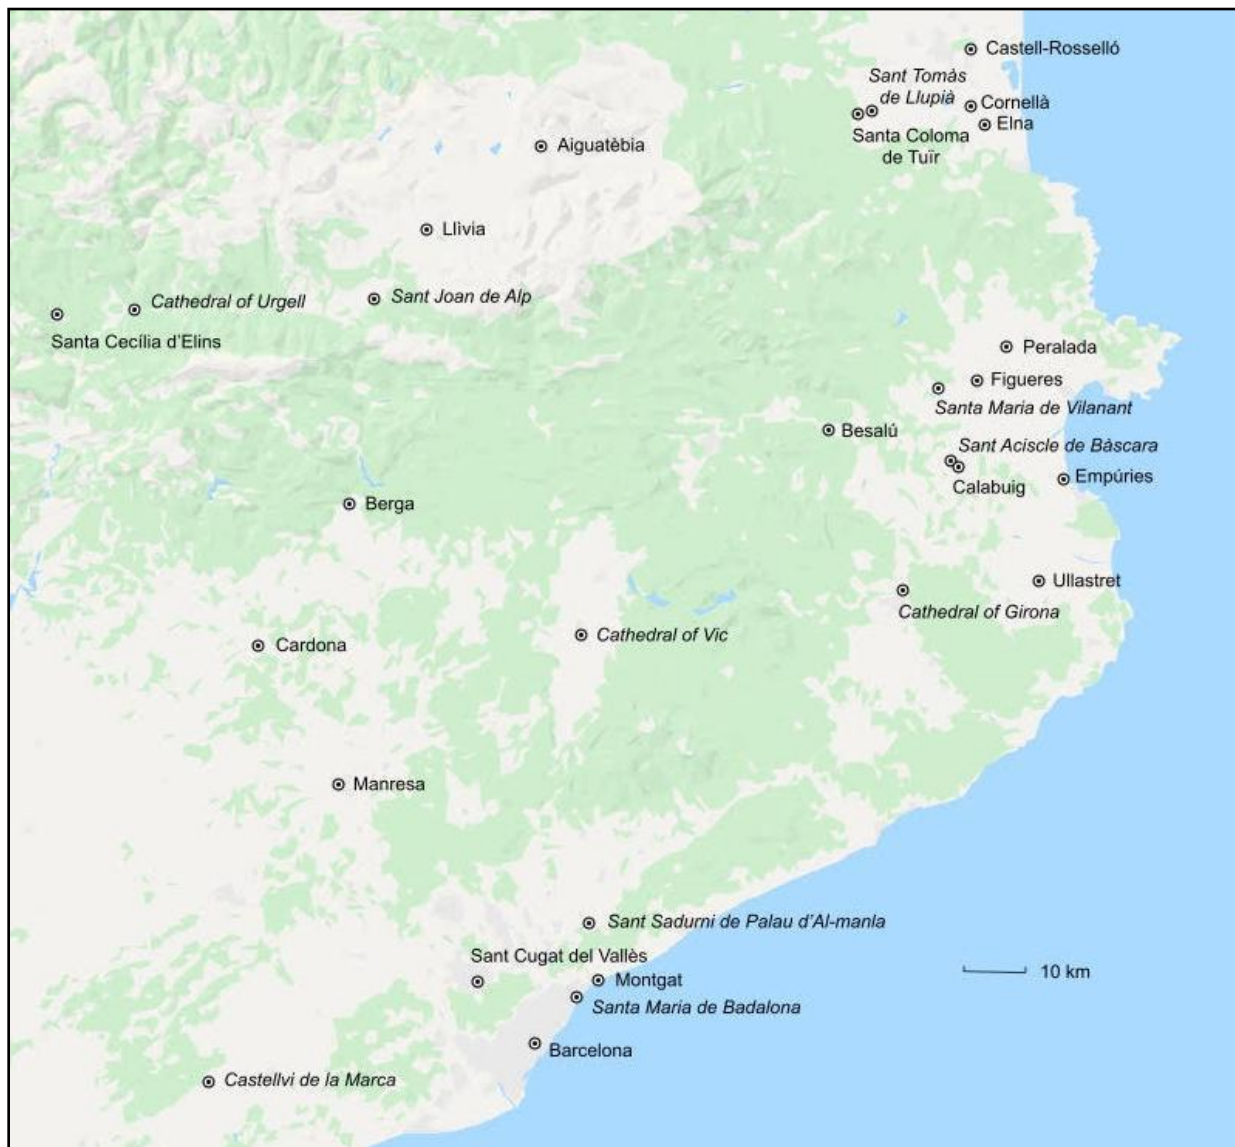 Castell-Rosselló
Sant Tomàs
de Llupià
Cornellà
Elna
Santa Coloma
de Tuïr
Aiguatèbia
Llìvia
Cathedral of Urgell
Sant Joan de Alp
Santa Cecília d'Elins
Peralada
Figueres
Santa Maria de Vilanant
Besalú
Sant Aciscle de Bàscara
Calabuig
Empúries
Berga
Ullastret
Cathedral of Girona
Cathedral of Vic
Cardona
Manresa
Sant Sadurni de Palau d'Al-manla
Sant Cugat del Vallès
10 km
Montgat
Santa Maria de Badalona
Barcelona
Castellvi de la Marca